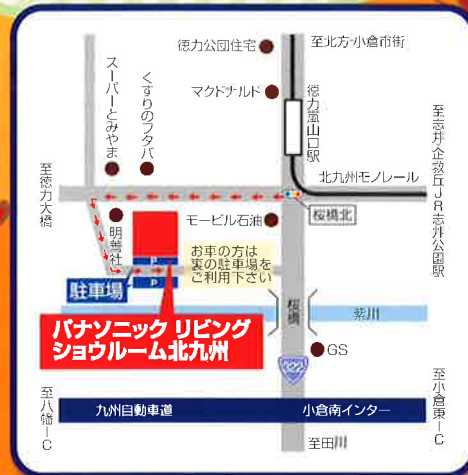 徳力公団住宅
至北方・小倉市街
スーパーとみやま
くすりのフタバ
マクドナルド
徳力嵐山口駅
至志井・企救丘JR志井公園駅
至徳力大橋
北九州モノレール
桜橋北
明善社
モービル石油
お車の方は
裏の駐車場を
ご利用下さい
P
P
駐車場
桜橋
紫川
パナソニック リビング
ショウルーム北九州
GS
322
至八幡IC
九州自動車道
小倉南インター
至小倉東IC
至田川